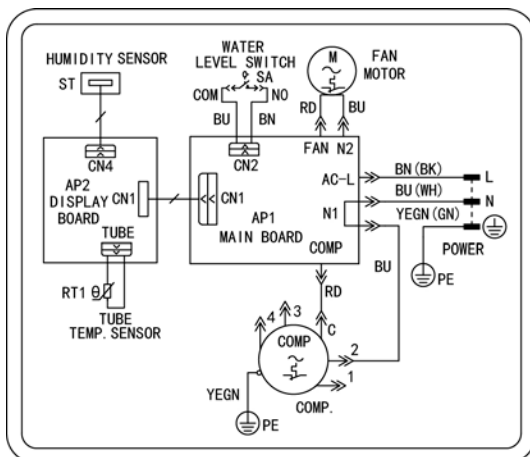 HUMIDITY SENSOR
ST
WATER
LEVEL SWITCH
SA
COM
NO
BU
BN
M
FAN
MOTOR
RD
BU
CN4
CN2
FAN
N2
AP2
DISPLAY
BOARD
CN1
CN1
AP1
MAIN BOARD
AC-L
N1
COMP
BN(BK)
L
BU(WH)
N
YEGN(GN)
POWER
PE
TUBE
RT1
θ
TUBE
TEMP. SENSOR
RD
BU
4
3
C
2
1
COMP
YEGN
PE
COMP.